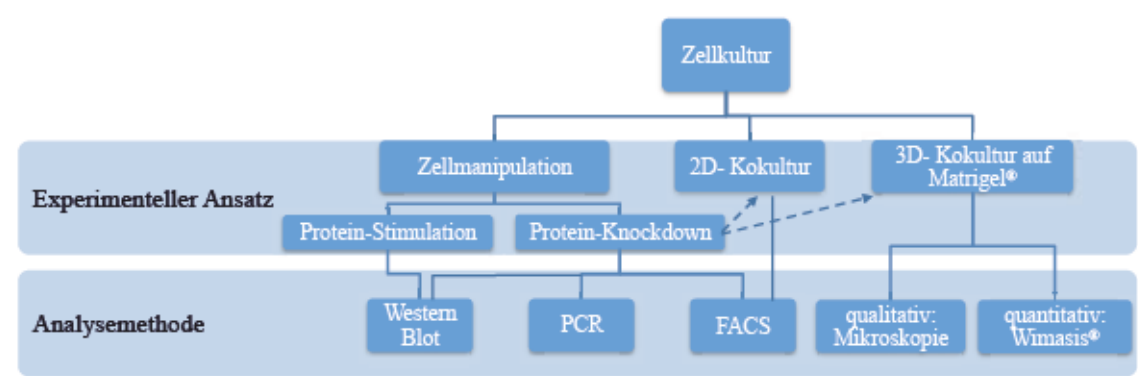 Zellkultur
Experimenteller Ansatz
Zellmanipulation
2D- Kokultur
3D- Kokultur auf
Matrigel®
Protein-Stimulation
Protein-Knockdown
Analysemethode
Western
Blot
PCR
FACS
qualitativ:
Mikroskopie
quantitativ:
Wimasis®